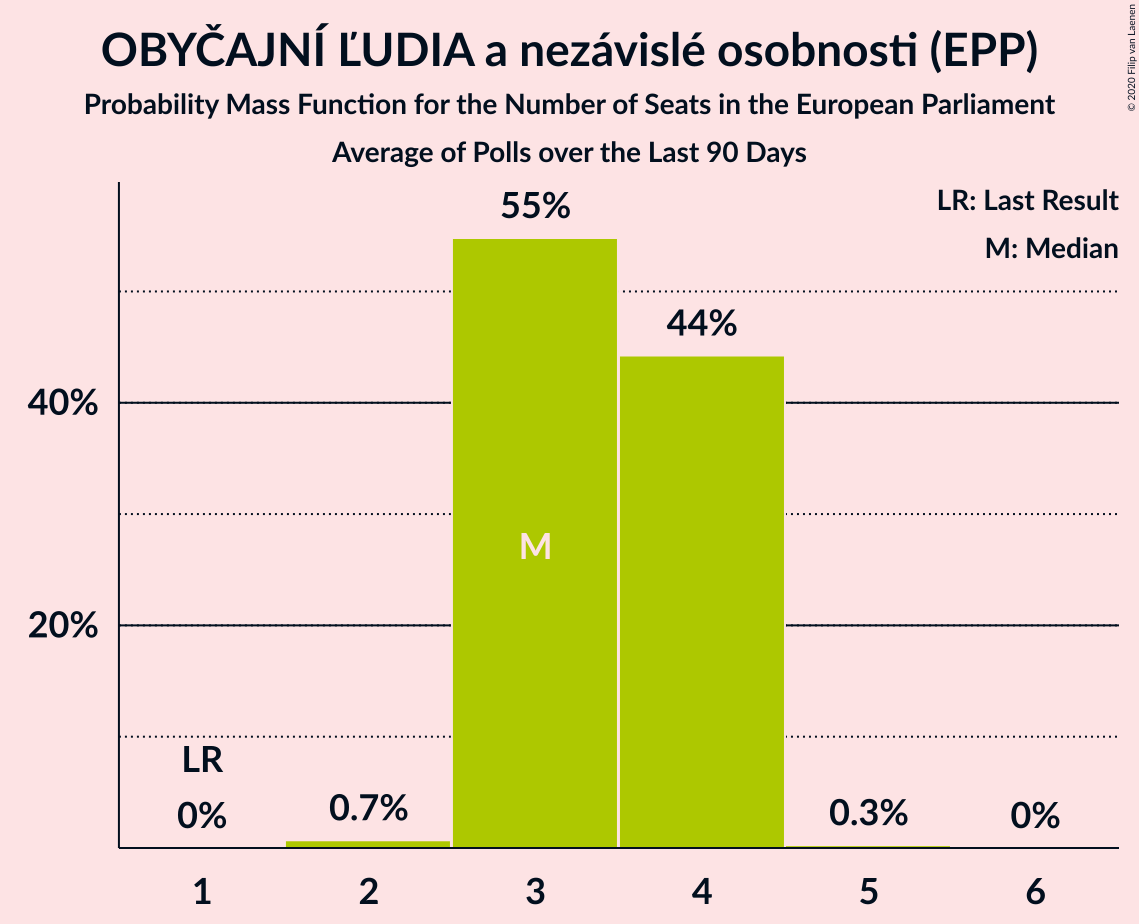 OBYČAJNÍ ĽUDIA a nezávislé osobnosti (EPP)
Probability Mass Function for the Number of Seats in the European Parliament
Average of Polls over the Last 90 Days
© 2020 Filip van Laenen
LR: Last Result
M: Median
55%
44%
40%
M
20%
LR
0%
0.7%
0.3%
0%
1 2 3 4 5 6